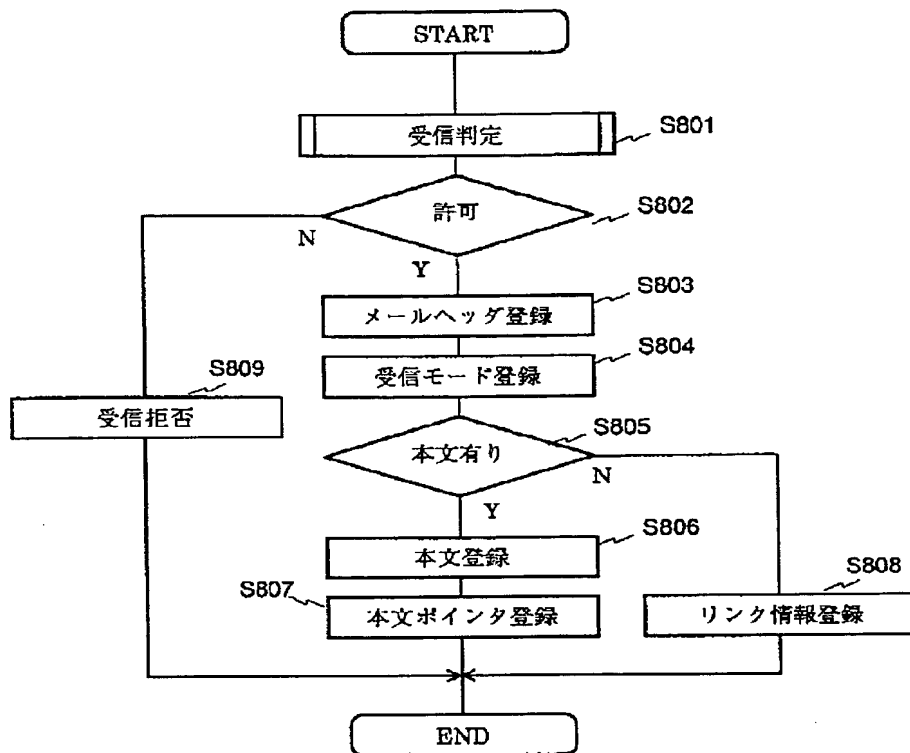 START
受信判定
S801
許可
S802
N
Y
S803
メールヘッダ登録
S804
受信モード登録
S809
受信拒否
S805
本文有り
N
Y
S806
本文登録
S807
本文ポインタ登録
S808
リンク情報登録
END